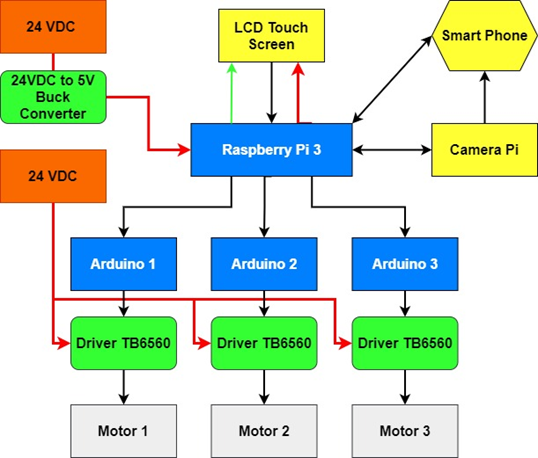 24 VDC
LCD Touch
Screen
Smart Phone
24VDC to 5V
Buck
Converter
Raspberry Pi 3
Camera Pi
24 VDC
Arduino 1
Arduino 2
Arduino 3
Driver TB6560
Driver TB6560
Driver TB6560
Motor 1
Motor 2
Motor 3